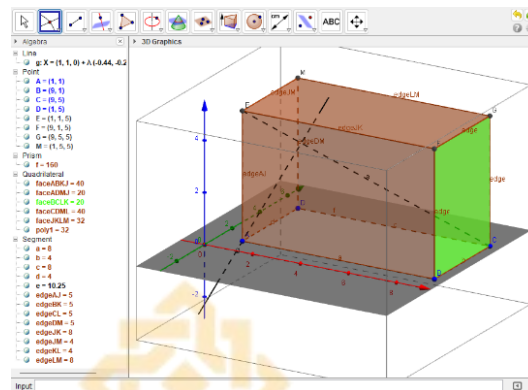 ABC
Algebra
3D Graphics
Line
g: X = (1, 1, 0) + λ (-0.44, -0.2
Point
A = (1, 1)
B = (9, 1)
C = (9, 5)
D = (1, 5)
E = (1, 1, 5)
F = (9, 1, 5)
G = (9, 5, 5)
M = (1, 5, 5)
Prism
f = 160
Quadrilateral
faceABKJ = 40
faceADMJ = 20
faceBCLK = 20
faceCDML = 40
faceJKLM = 32
poly1 = 32
Segment
a = 8
b = 4
c = 8
d = 4
e = 10.25
edgeAJ = 5
edgeBK = 5
edgeCL = 5
edgeDM = 5
edgeJK = 8
edgeJM = 4
edgeKL = 4
edgeLM = 8
M
edgeJM
edgeLM
E
G
edgeJK
edge
edgeDM
4
edgeAJ
edge
edge
2
D
C
0
2
4
6
8
B
-2
Input